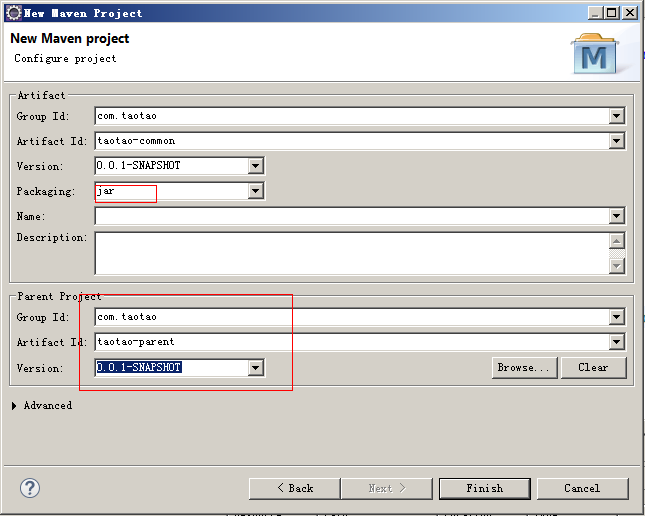 New Maven Project
New Maven project
Configure project
M
Artifact
Group Id: com.taotao
Artifact Id: taotao-common
Version: 0.0.1-SNAPSHOT
Packaging: jar
Name:
Description:
Parent Project
Group Id: com.taotao
Artifact Id: taotao-parent
Version: 0.0.1-SNAPSHOT Browse... Clear
Advanced
? < Back Next > Finish Cancel